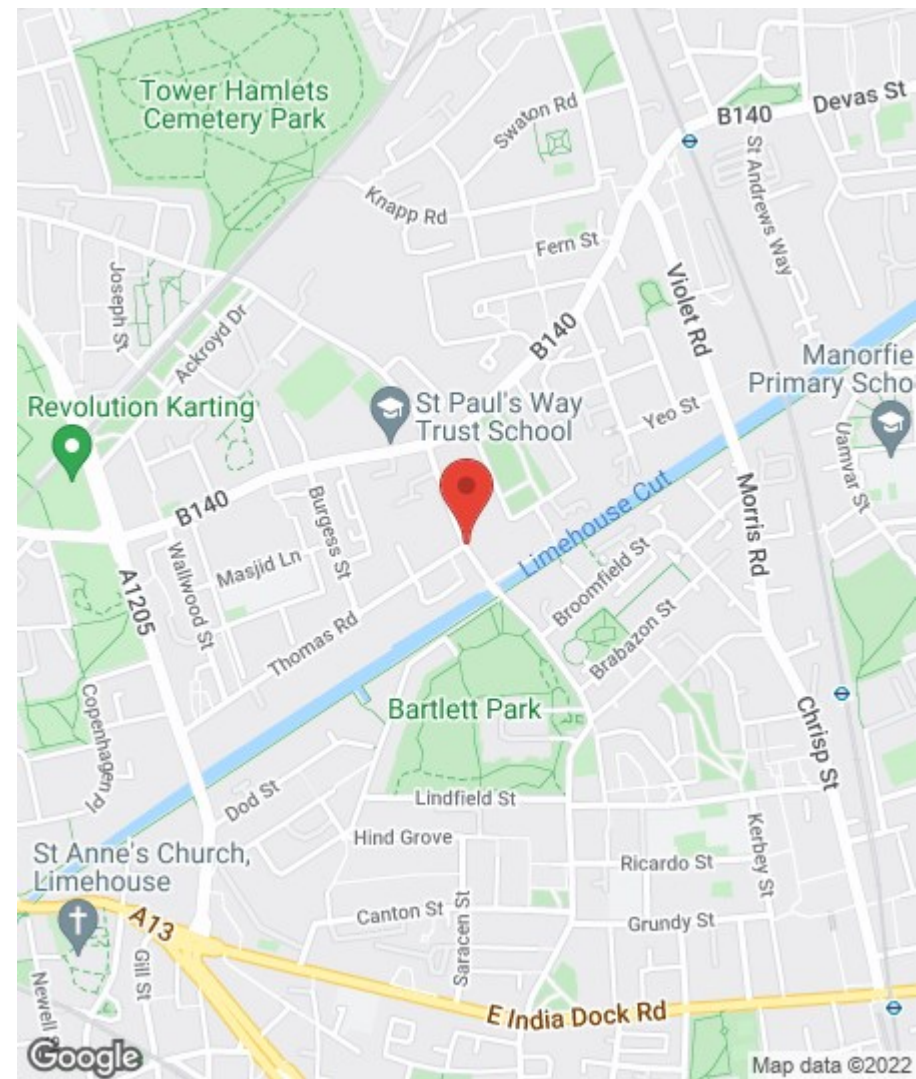 Tower Hamlets
Cemetery Park
Devas St
B140
Swaton Rd
St Andrews Way
Knapp Rd
Fern St
Joseph St
Ackroyd Dr
Violet Rd
B140
Manorfie
Primary Scho
Revolution Karting
St Paul's Way
Trust School
Yeo St
Uamvar St
B140
Burgess St
Limehouse Cut
Morris Rd
Wallwood St
Masjid Ln
Broomfield St
A1205
Thomas Rd
Brabazon St
Copenhagen Pl
Bartlett Park
Chrisp St
Dod St
Lindfield St
Kerbey St
Hind Grove
St Anne's Church,
Limehouse
Ricardo St
Canton St
Saracen St
Grundy St
A13
Gill St
Newell
E India Dock Rd
Google
Map data ©2022